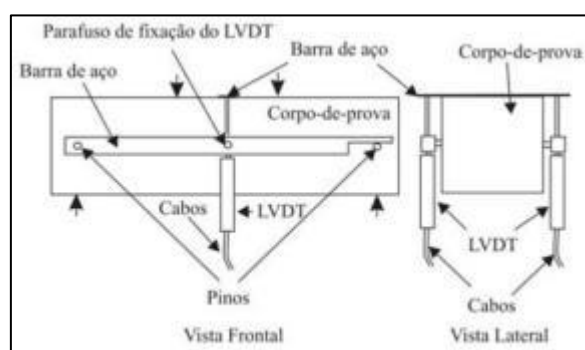 Parafuso de fixação do LVDT
Barra de aço
Corpo-de-prova
Cabos
LVDT
Pinos
Vista Frontal
Barra de aço
Corpo-de-prova
LVDT
Cabos
Vista Lateral